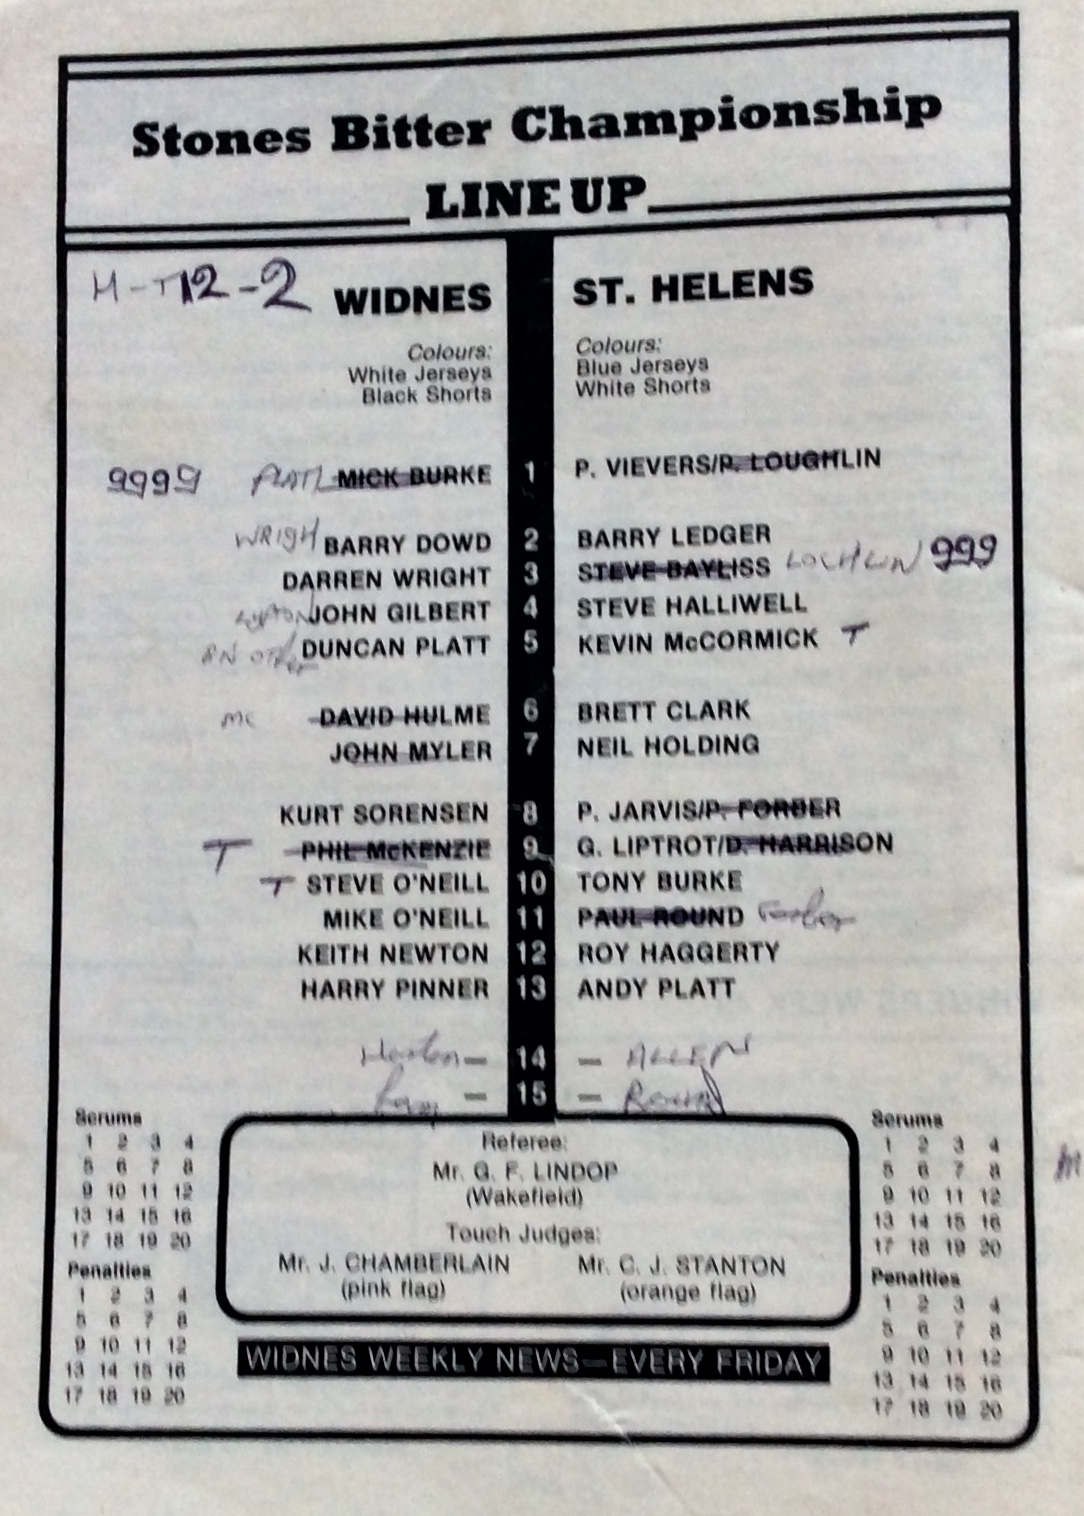 Stones Bitter Championship
LINE UP
H-T 12-2 WIDNES ST. HELENS
Colours: Colours:
White Jerseys Blue Jerseys
Black Shorts White Shorts
9999 PLATT MICK BURKE 1 P. VIEVERS/P. LOUGHLIN
WRIGH BARRY DOWD 2 BARRY LEDGER
DARREN WRIGHT 3 STEVE BAYLISS LOCHLIN 999
JOHN GILBERT 4 STEVE HALLIWELL
AN other DUNCAN PLATT 5 KEVIN McCORMICK T
mc DAVID HULME 6 BRETT CLARK
JOHN MYLER 7 NEIL HOLDING
KURT SORENSEN 8 P. JARVIS/P. FORBER
T PHIL McKENZIE 9 G. LIPTROT/D. HARRISON
T STEVE O'NEILL 10 TONY BURKE
MIKE O'NEILL 11 PAUL ROUND Forber
KEITH NEWTON 12 ROY HAGGERTY
HARRY PINNER 13 ANDY PLATT
– 14 – ALLEN
– 15 – ROUND
Scrums
1 2 3 4
5 6 7 8
9 10 11 12
13 14 15 16
17 18 19 20
Penalties
1 2 3 4
5 6 7 8
9 10 11 12
13 14 15 16
17 18 19 20
Referee:
Mr. G. F. LINDOP
(Wakefield)
Touch Judges:
Mr. J. CHAMBERLAIN Mr. C. J. STANTON
(pink flag) (orange flag)
WIDNES WEEKLY NEWS—EVERY FRIDAY
Scrums
1 2 3 4
5 6 7 8
9 10 11 12
13 14 15 16
17 18 19 20
Penalties
1 2 3 4
5 6 7 8
9 10 11 12
13 14 15 16
17 18 19 20